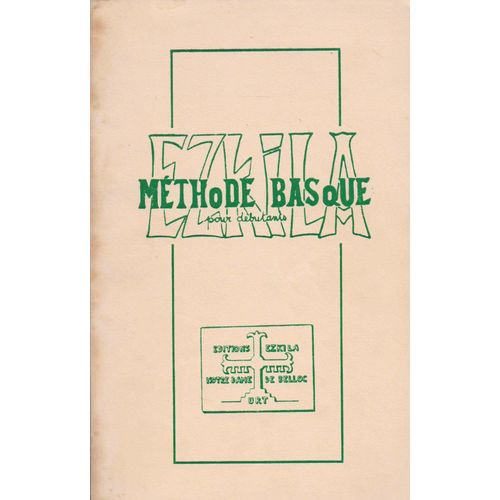 EZKILA
MÉTHODE BASQUE
pour débutants
EDITIONS EZKILA
NOTRE DAME DE BELLOC
URT